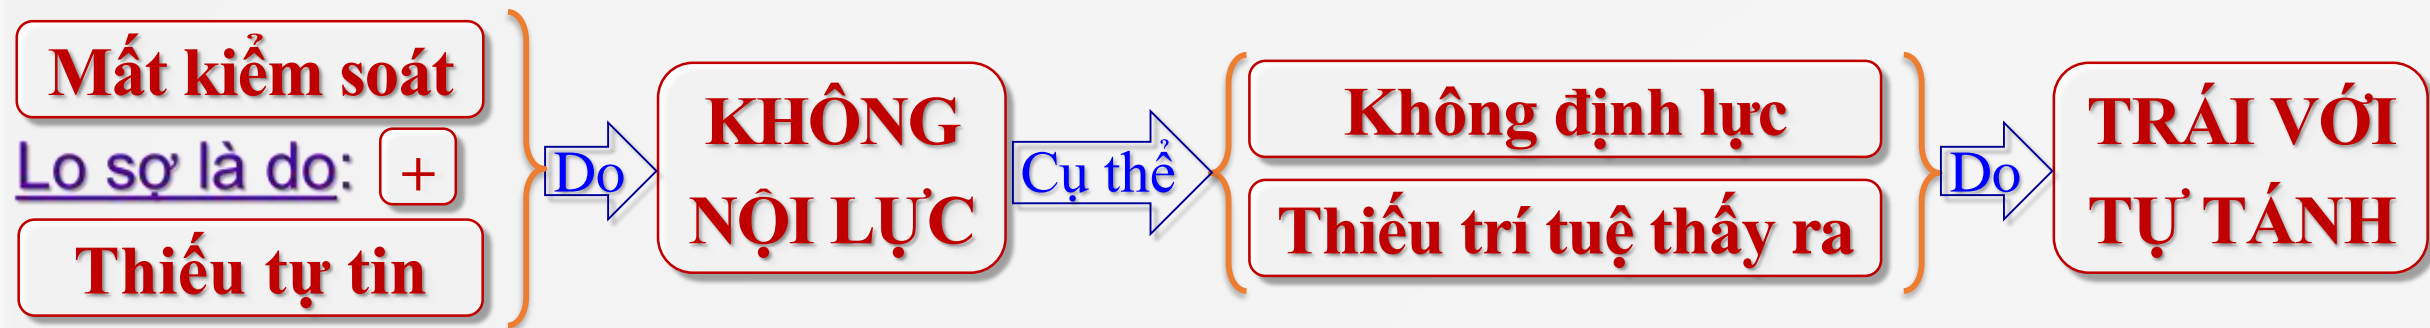 Mất kiểm soát
Lo sợ là do: +
Thiếu tự tin
Do
KHÔNG
NỘI LỰC
Cụ thể
Không định lực
Thiếu trí tuệ thấy ra
Do
TRÁI VỚI
TỰ TÁNH